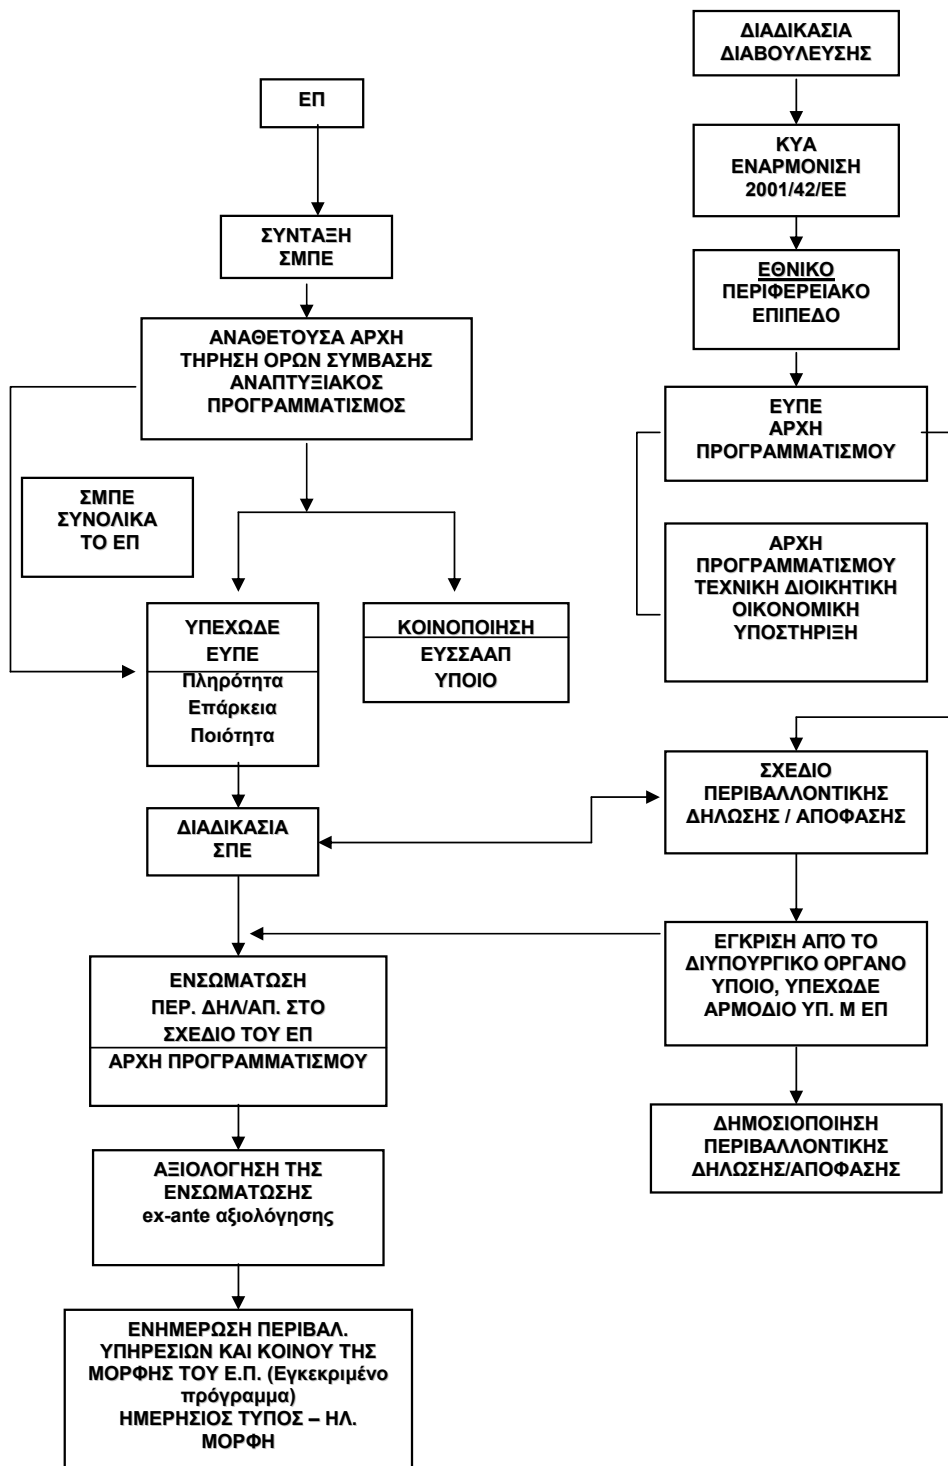 ΕΠ
ΣΥΝΤΑΞΗ
ΣΜΠΕ
ΑΝΑΘΕΤΟΥΣΑ ΑΡΧΗ
ΤΗΡΗΣΗ ΟΡΩΝ ΣΥΜΒΑΣΗΣ
ΑΝΑΠΤΥΞΙΑΚΟΣ
ΠΡΟΓΡΑΜΜΑΤΙΣΜΟΣ
ΣΜΠΕ
ΣΥΝΟΛΙΚΑ
ΤΟ ΕΠ
ΥΠΕΧΩΔΕ
ΕΥΠΕ
Πληρότητα
Επάρκεια
Ποιότητα
ΚΟΙΝΟΠΟΙΗΣΗ
ΕΥΣΣΑΑΠ
ΥΠΟΙΟ
ΔΙΑΔΙΚΑΣΙΑ
ΣΠΕ
ΕΝΣΩΜΑΤΩΣΗ
ΠΕΡ. ΔΗΛ/ΑΠ. ΣΤΟ
ΣΧΕΔΙΟ ΤΟΥ ΕΠ
ΑΡΧΗ ΠΡΟΓΡΑΜΜΑΤΙΣΜΟΥ
ΑΞΙΟΛΟΓΗΣΗ ΤΗΣ
ΕΝΣΩΜΑΤΩΣΗΣ
ex-ante αξιολόγησης
ΕΝΗΜΕΡΩΣΗ ΠΕΡΙΒΑΛ.
ΥΠΗΡΕΣΙΩΝ ΚΑΙ ΚΟΙΝΟΥ ΤΗΣ
ΜΟΡΦΗΣ ΤΟΥ Ε.Π. (Εγκεκριμένο
πρόγραμμα)
ΗΜΕΡΗΣΙΟΣ ΤΥΠΟΣ – ΗΛ.
ΜΟΡΦΗ
ΔΙΑΔΙΚΑΣΙΑ
ΔΙΑΒΟΥΛΕΥΣΗΣ
ΚΥΑ
ΕΝΑΡΜΟΝΙΣΗ
2001/42/ΕΕ
ΕΘΝΙΚΟ
ΠΕΡΙΦΕΡΕΙΑΚΟ
ΕΠΙΠΕΔΟ
ΕΥΠΕ
ΑΡΧΗ
ΠΡΟΓΡΑΜΜΑΤΙΣΜΟΥ
ΑΡΧΗ
ΠΡΟΓΡΑΜΜΑΤΙΣΜΟΥ
ΤΕΧΝΙΚΗ ΔΙΟΙΚΗΤΙΚΗ
ΟΙΚΟΝΟΜΙΚΗ
ΥΠΟΣΤΗΡΙΞΗ
ΣΧΕΔΙΟ
ΠΕΡΙΒΑΛΛΟΝΤΙΚΗΣ
ΔΗΛΩΣΗΣ / ΑΠΟΦΑΣΗΣ
ΕΓΚΡΙΣΗ ΑΠΌ ΤΟ
ΔΙΥΠΟΥΡΓΙΚΟ ΟΡΓΑΝΟ
ΥΠΟΙΟ, ΥΠΕΧΩΔΕ
ΑΡΜΟΔΙΟ ΥΠ. Μ ΕΠ
ΔΗΜΟΣΙΟΠΟΙΗΣΗ
ΠΕΡΙΒΑΛΛΟΝΤΙΚΗΣ
ΔΗΛΩΣΗΣ/ΑΠΟΦΑΣΗΣ